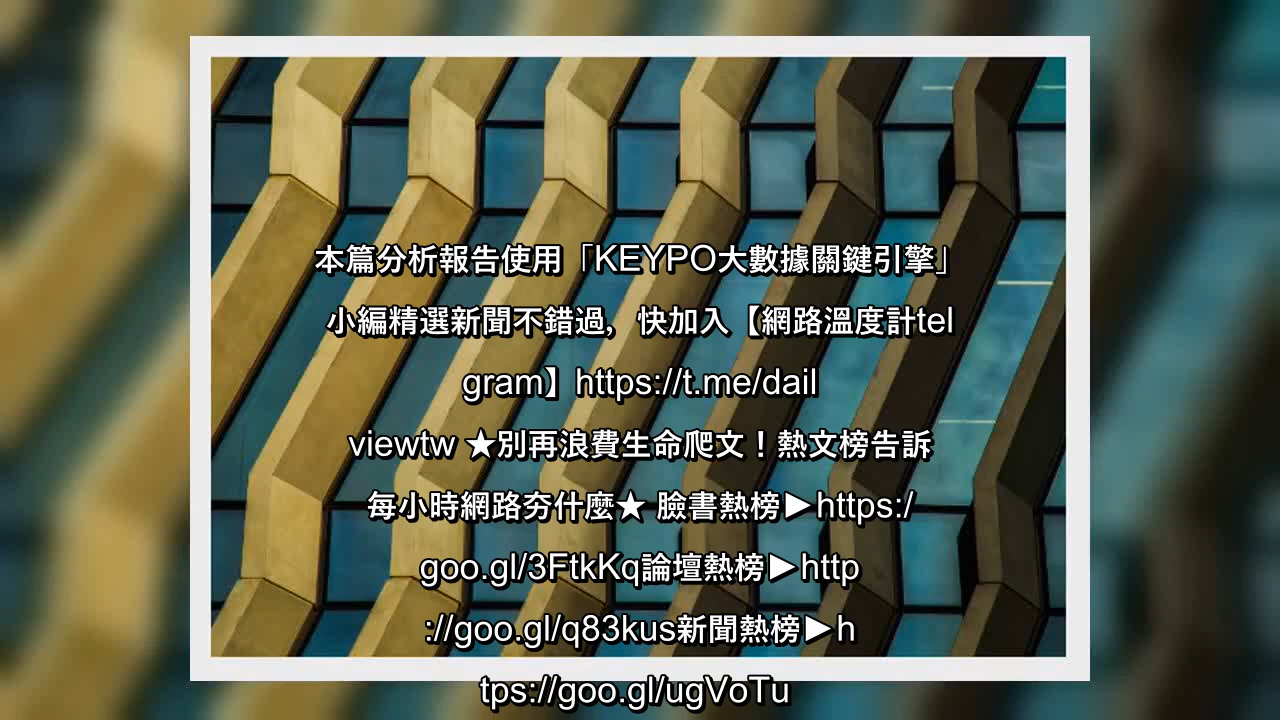 本篇分析報告使用「KEYPO大數據關鍵引擎」
小編精選新聞不錯過，快加入【網路溫度計tel
gram】https://t.me/dail
viewtw ★別再浪費生命爬文！熱文榜告訴
每小時網路夯什麼★ 臉書熱榜►https:/
goo.gl/3FtkKq論壇熱榜►http
://goo.gl/q83kus新聞熱榜►h
tps://goo.gl/ugVoTu